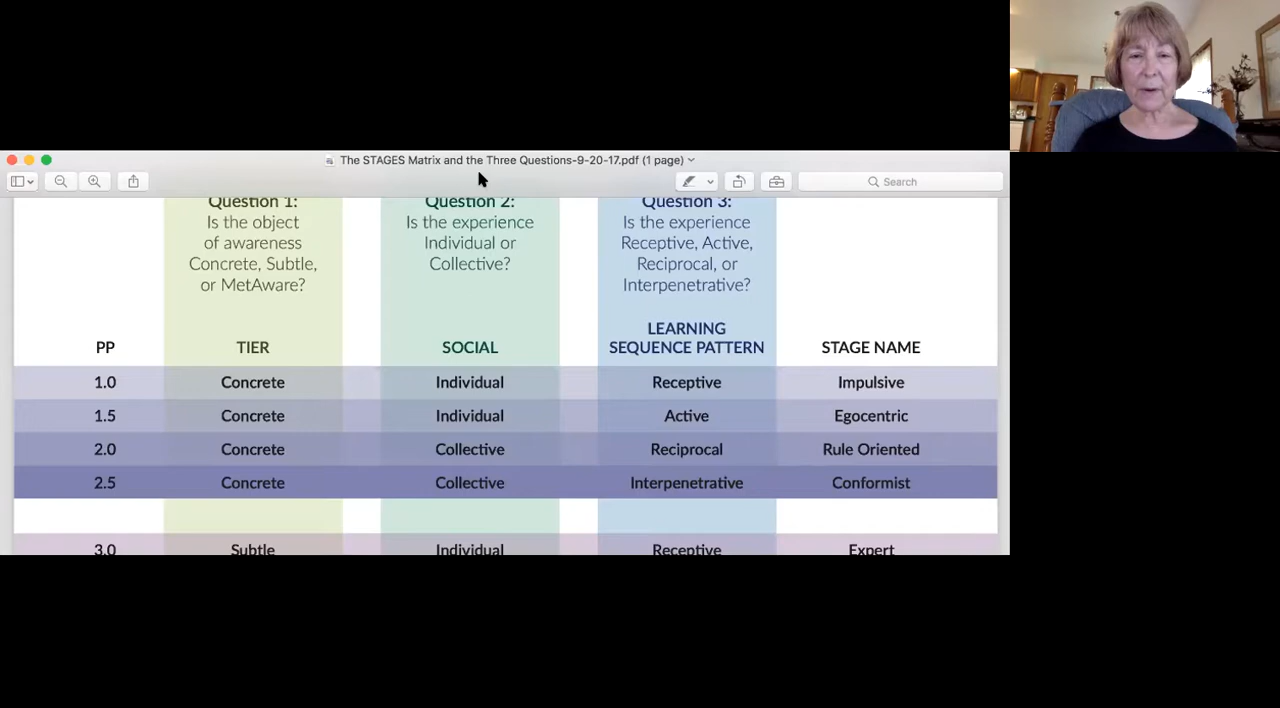 The STAGES Matrix and the Three Questions-9-20-17.pdf (1 page)
Search
Question 1:
Is the object
of awareness
Concrete, Subtle,
or MetAware?
Question 2:
Is the experience
Individual or
Collective?
Question 3:
Is the experience
Receptive, Active,
Reciprocal, or
Interpenetrative?
PP TIER SOCIAL LEARNING SEQUENCE PATTERN STAGE NAME
1.0 Concrete Individual Receptive Impulsive
1.5 Concrete Individual Active Egocentric
2.0 Concrete Collective Reciprocal Rule Oriented
2.5 Concrete Collective Interpenetrative Conformist
3.0 Subtle Individual Receptive Expert